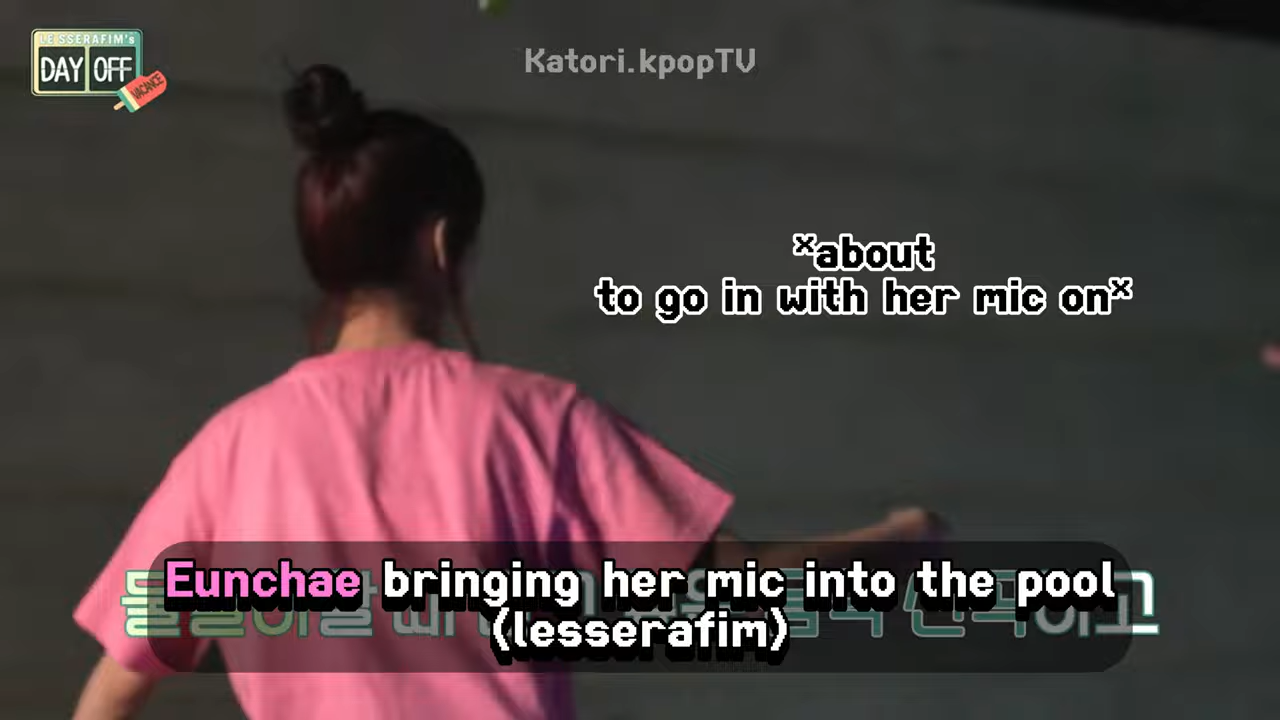 LE SSERAFIM's
DAY OFF
VACANCE
Katori.kpopTV
*about
to go in with her mic on*
Eunchae bringing her mic into the pool
(lesserafim)